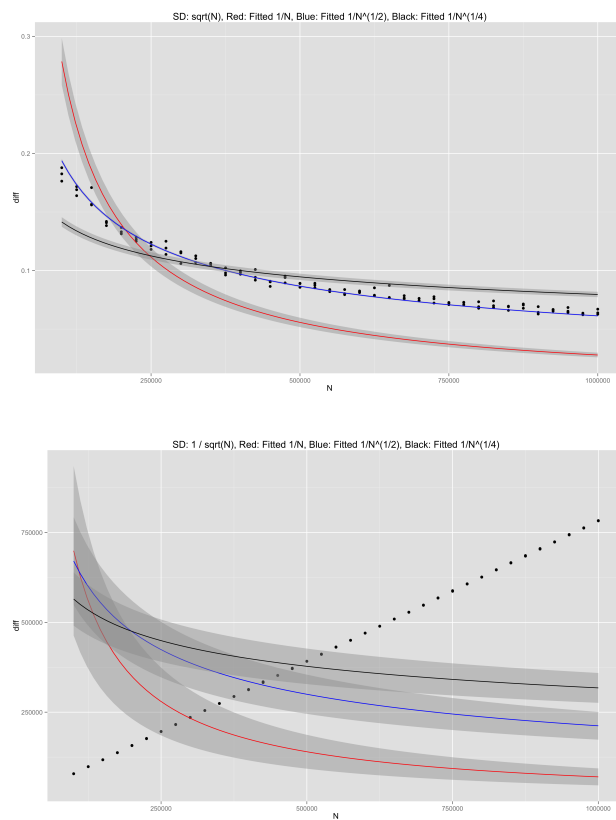 SD: sqrt(N), Red: Fitted 1/N, Blue: Fitted 1/N^(1/2), Black: Fitted 1/N^(1/4)
0.3
0.2
diff
0.1
250000 500000 750000 1000000
N
SD: 1 / sqrt(N), Red: Fitted 1/N, Blue: Fitted 1/N^(1/2), Black: Fitted 1/N^(1/4)
750000
diff
500000
250000
250000 500000 750000 1000000
N